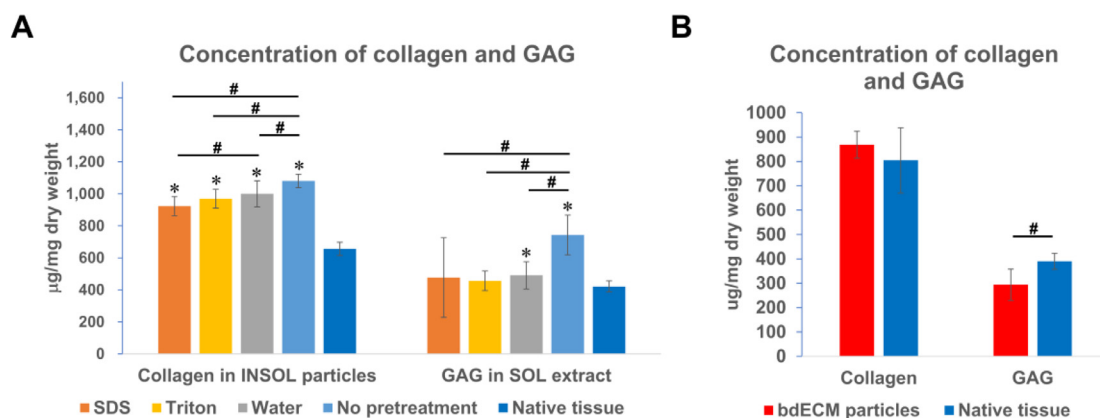 A
Concentration of collagen and GAG
μg/mg dry weight
1,600
1,400
1,200
1,000
800
600
400
200
0
#
#
#
#
*
*
*
*
#
#
#
*
*
Collagen in INSOL particles
GAG in SOL extract
SDS Triton Water No pretreatment Native tissue
B
Concentration of collagen
and GAG
ug/mg dry weight
1000
900
800
700
600
500
400
300
200
100
0
#
Collagen
GAG
bdECM particles Native tissue